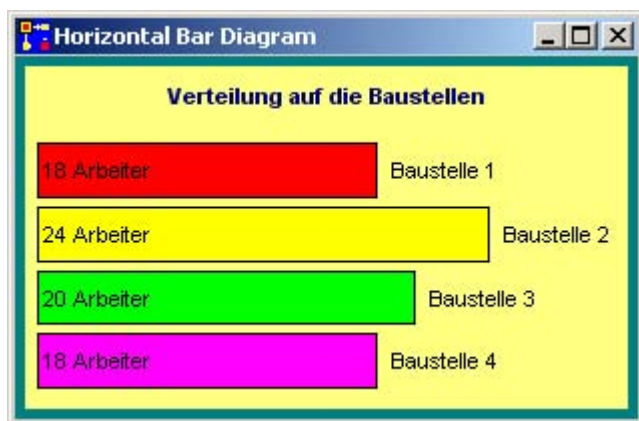 Horizontal Bar Diagram
Verteilung auf die Baustellen
18 Arbeiter Baustelle 1
24 Arbeiter Baustelle 2
20 Arbeiter Baustelle 3
18 Arbeiter Baustelle 4